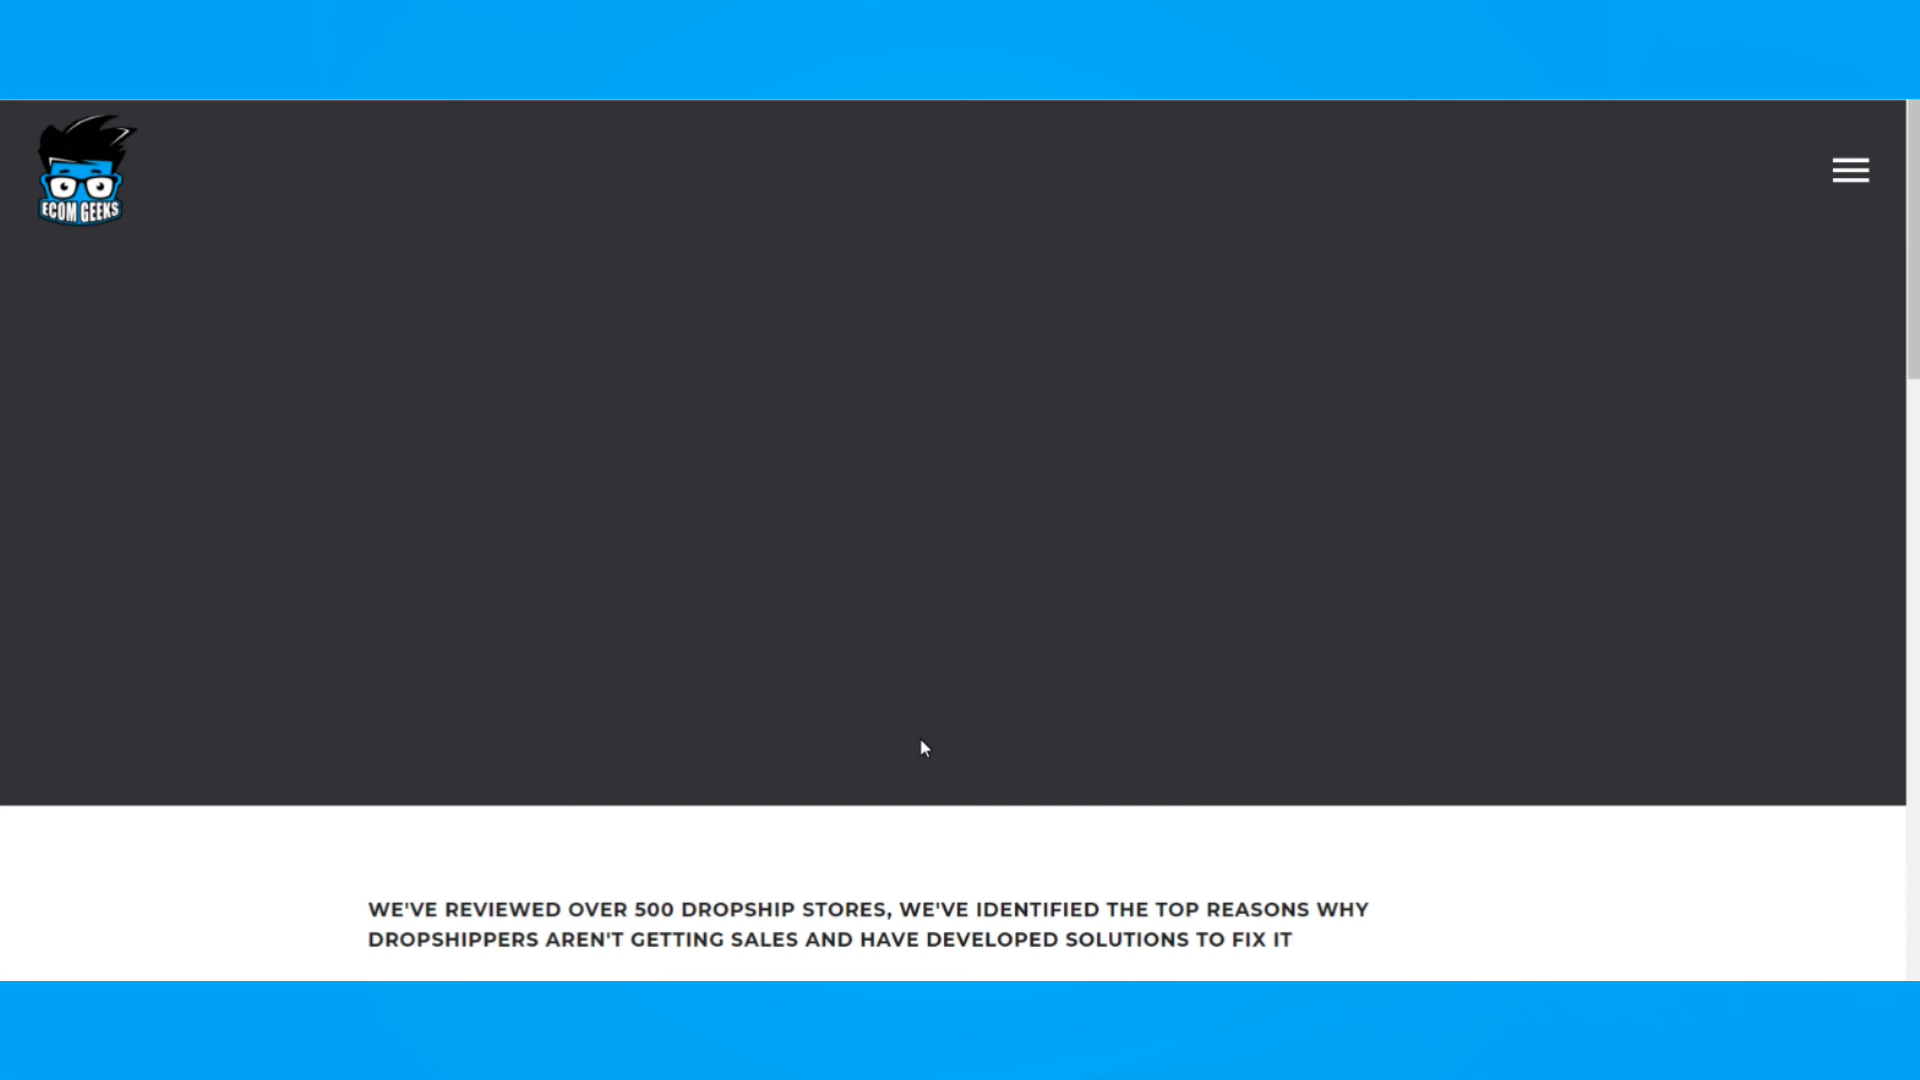 ECOM GEEKS
WE'VE REVIEWED OVER 500 DROPSHIP STORES, WE'VE IDENTIFIED THE TOP REASONS WHY
DROPSHIPPERS AREN'T GETTING SALES AND HAVE DEVELOPED SOLUTIONS TO FIX IT